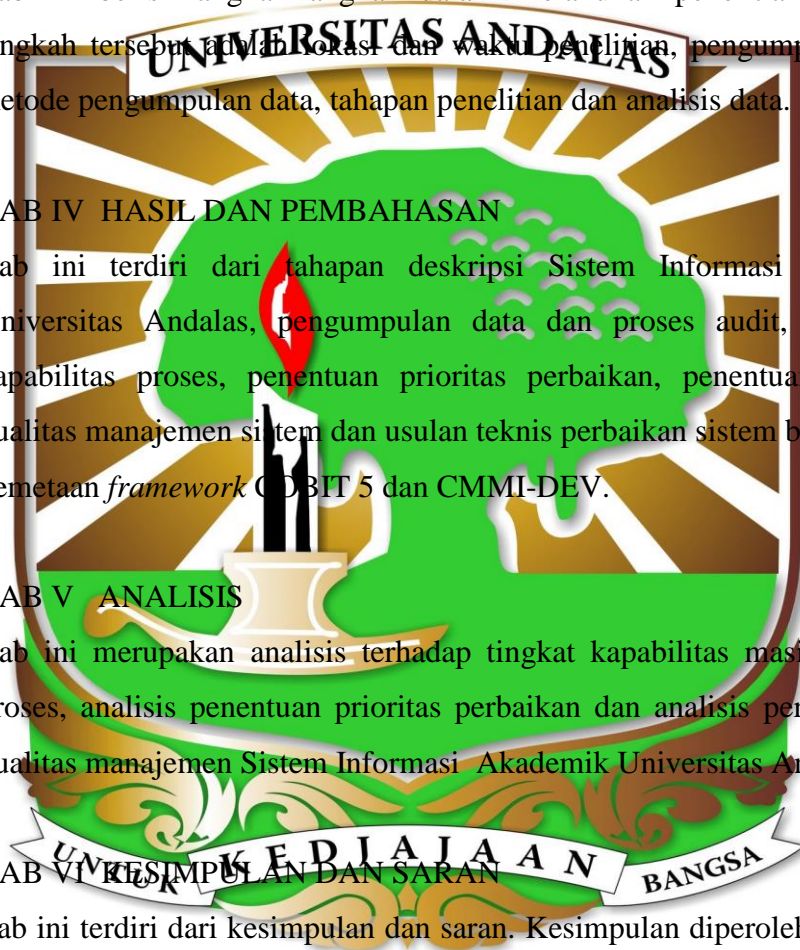 UNIVERSITAS ANDALAS
ngkah tersebut adalah lokasi dan waktu penelitian, pengump
etode pengumpulan data, tahapan penelitian dan analisis data.
AB IV HASIL DAN PEMBAHASAN
ab ini terdiri dari tahapan deskripsi Sistem Informasi
niversitas Andalas, pengumpulan data dan proses audit,
apabilitas proses, penentuan prioritas perbaikan, penentua
ualitas manajemen sistem dan usulan teknis perbaikan sistem b
emetaan framework COBIT 5 dan CMMI-DEV.
AB V ANALISIS
ab ini merupakan analisis terhadap tingkat kapabilitas masi
roses, analisis penentuan prioritas perbaikan dan analisis per
ualitas manajemen Sistem Informasi Akademik Universitas An
UNTUK KEDJAJAAN BANGSA
AB VI KESIMPULAN DAN SARAN
ab ini terdiri dari kesimpulan dan saran. Kesimpulan diperoleh